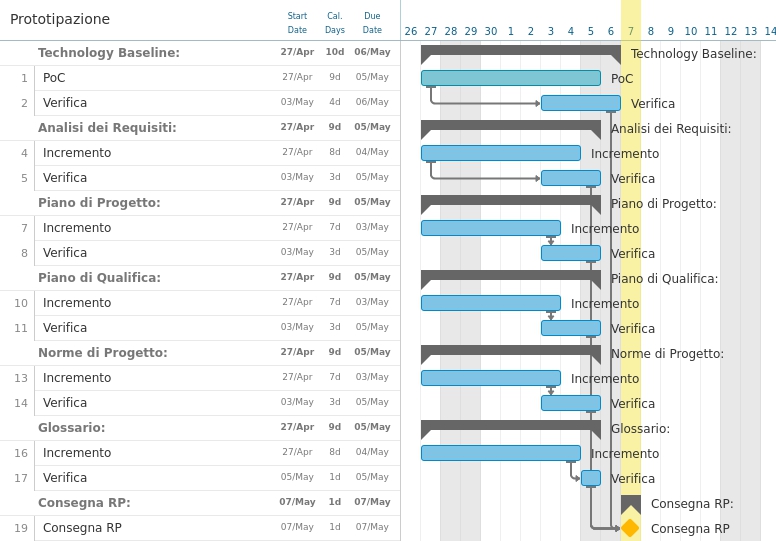 Prototipazione
Start Date
Cal. Days
Due Date
26 27 28 29 30 1 2 3 4 5 6 7 8 9 10 11 12 13 14
Technology Baseline: 27/Apr 10d 06/May Technology Baseline:
1 PoC 27/Apr 9d 05/May PoC
2 Verifica 03/May 4d 06/May Verifica
Analisi dei Requisiti: 27/Apr 9d 05/May Analisi dei Requisiti:
4 Incremento 27/Apr 8d 04/May Incremento
5 Verifica 03/May 3d 05/May Verifica
Piano di Progetto: 27/Apr 9d 05/May Piano di Progetto:
7 Incremento 27/Apr 7d 03/May Incremento
8 Verifica 03/May 3d 05/May Verifica
Piano di Qualifica: 27/Apr 9d 05/May Piano di Qualifica:
10 Incremento 27/Apr 7d 03/May Incremento
11 Verifica 03/May 3d 05/May Verifica
Norme di Progetto: 27/Apr 9d 05/May Norme di Progetto:
13 Incremento 27/Apr 7d 03/May Incremento
14 Verifica 03/May 3d 05/May Verifica
Glossario: 27/Apr 9d 05/May Glossario:
16 Incremento 27/Apr 8d 04/May Incremento
17 Verifica 05/May 1d 05/May Verifica
Consegna RP: 07/May 1d 07/May Consegna RP:
19 Consegna RP 07/May 1d 07/May Consegna RP